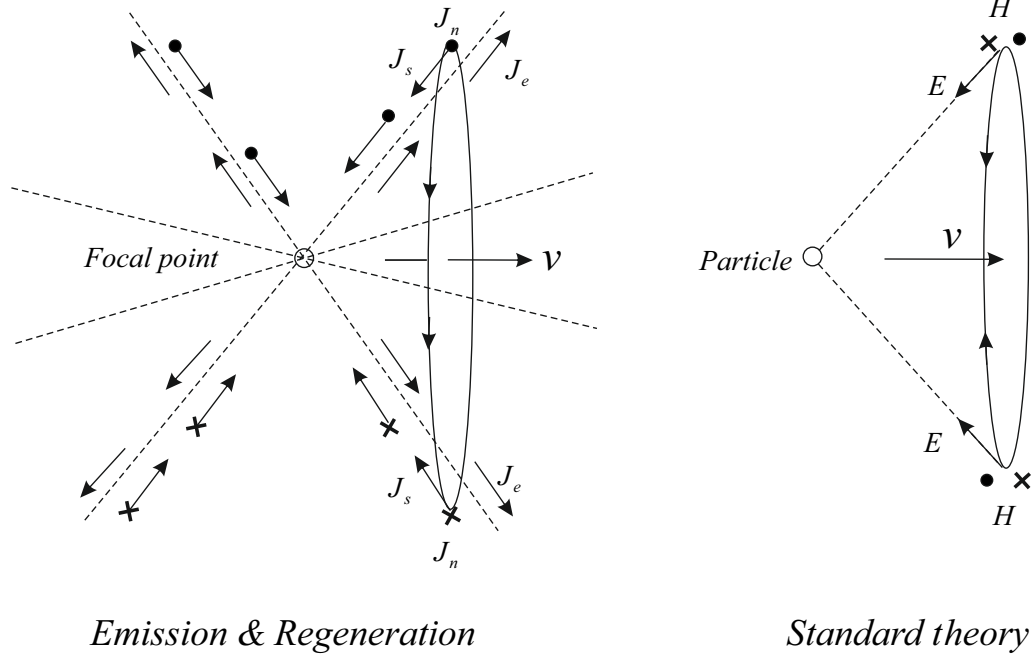 J_n
J_s
J_e
Focal point
v
J_s
J_e
J_n
Emission & Regeneration
H
E
v
Particle
E
H
Standard theory